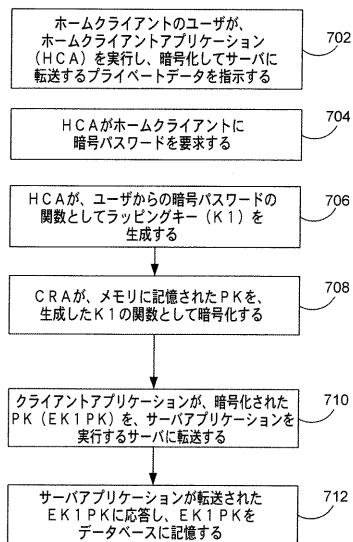 ホームクライアントのユーザが、
ホームクライアントアプリケーション
(HCA)を実行し、暗号化してサーバに
転送するプライベートデータを指示する
702
HCAがホームクライアントに
暗号パスワードを要求する
704
HCAが、ユーザからの暗号パスワードの
関数としてラッピングキー(K1)を
生成する
706
CRAが、メモリに記憶されたPKを、
生成したK1の関数として暗号化する
708
クライアントアプリケーションが、暗号化された
PK(EK1PK)を、サーバアプリケーションを
実行するサーバに転送する
710
サーバアプリケーションが転送された
EK1PKに応答し、EK1PKを
データベースに記憶する
712